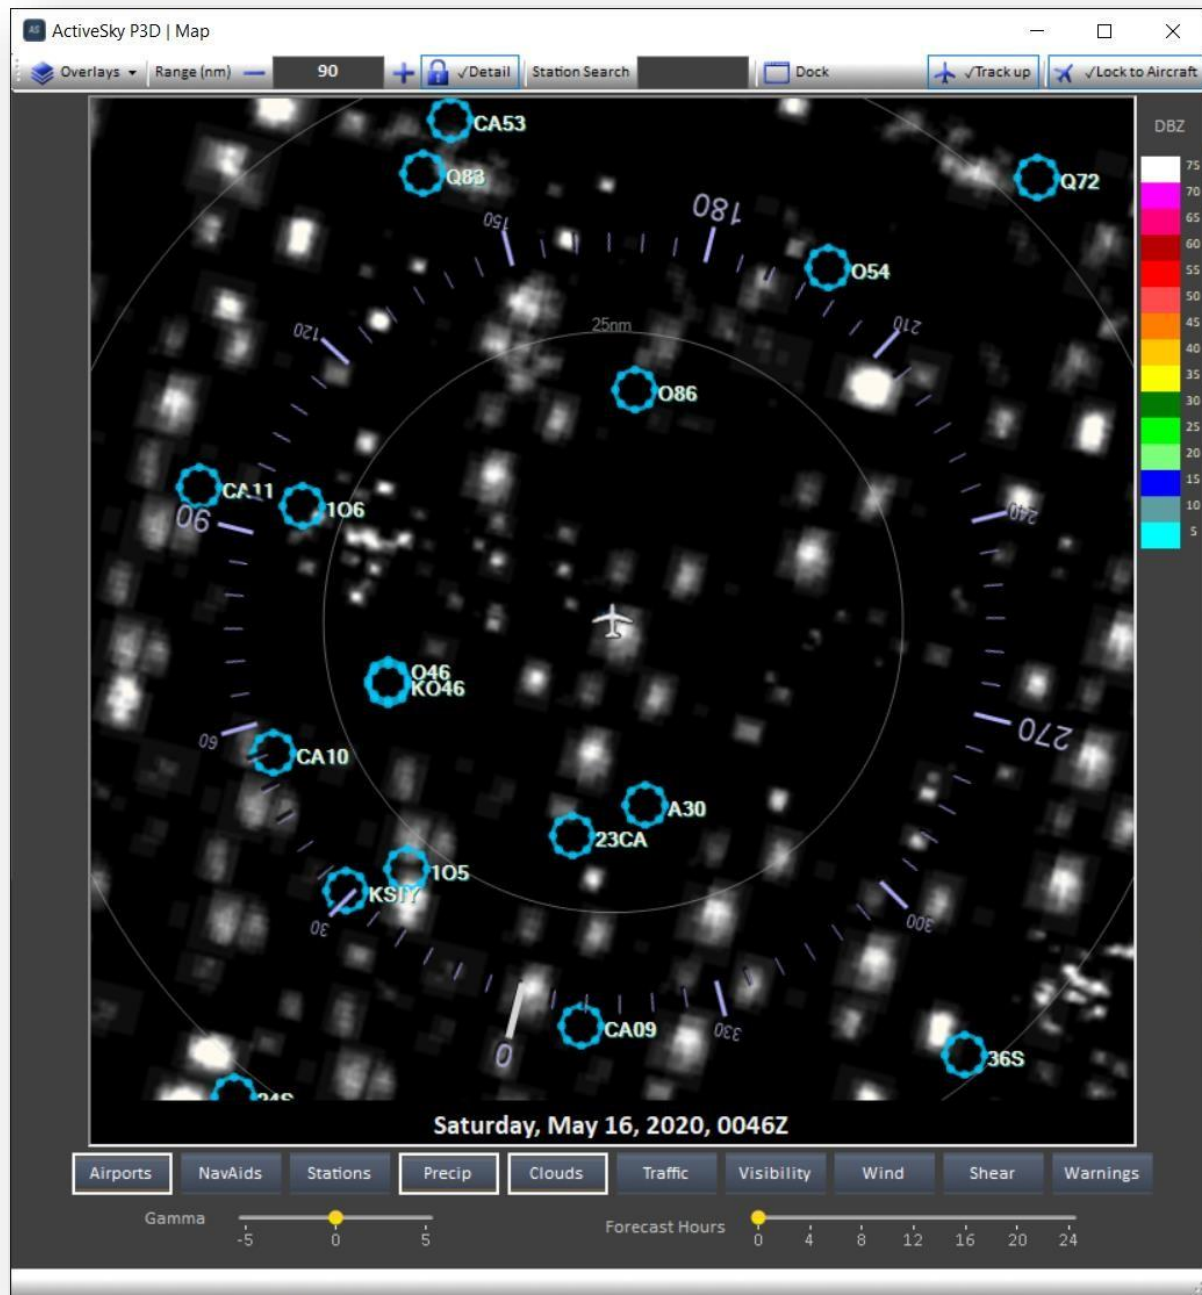 AS ActiveSky P3D | Map
Overlays Range (nm) 90 ✓Detail Station Search Dock ✓Track up ✓Lock to Aircraft
DBZ
75
70
65
60
55
50
45
40
35
30
25
20
15
10
5
CA53
Q83
Q72
180
150
O54
25nm
210
120
O86
CA11
1O6
90
240
O46
KO46
60
270
CA10
A30
23CA
1O5
KSIY
30
300
CA09
330
0
36S
Saturday, May 16, 2020, 0046Z
Airports NavAids Stations Precip Clouds Traffic Visibility Wind Shear Warnings
Gamma
-5 0 5
Forecast Hours
0 4 8 12 16 20 24